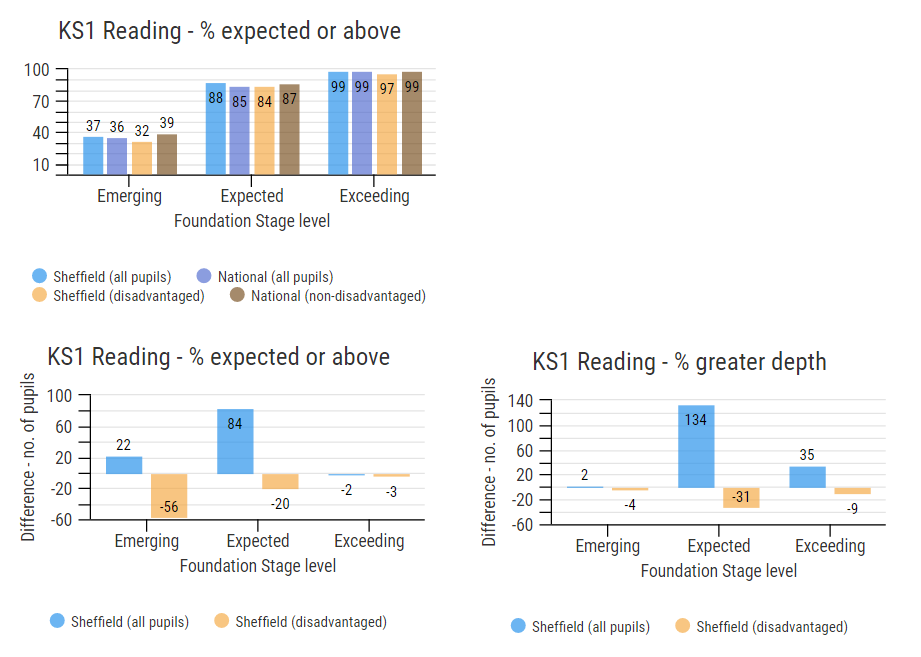 KS1 Reading - % expected or above
100
70
40
10
37 36 32 39
88 85 84 87
99 99 97 99
Emerging Expected Exceeding
Foundation Stage level
Sheffield (all pupils) National (all pupils)
Sheffield (disadvantaged) National (non-disadvantaged)
KS1 Reading - % expected or above
Difference - no. of pupils
100
60
20
-20
-60
22 -56
84 -20
-2 -3
Emerging Expected Exceeding
Foundation Stage level
Sheffield (all pupils) Sheffield (disadvantaged)
KS1 Reading - % greater depth
Difference - no. of pupils
140
100
60
20
-20
-60
2 -4
134 -31
35 -9
Emerging Expected Exceeding
Foundation Stage level
Sheffield (all pupils) Sheffield (disadvantaged)